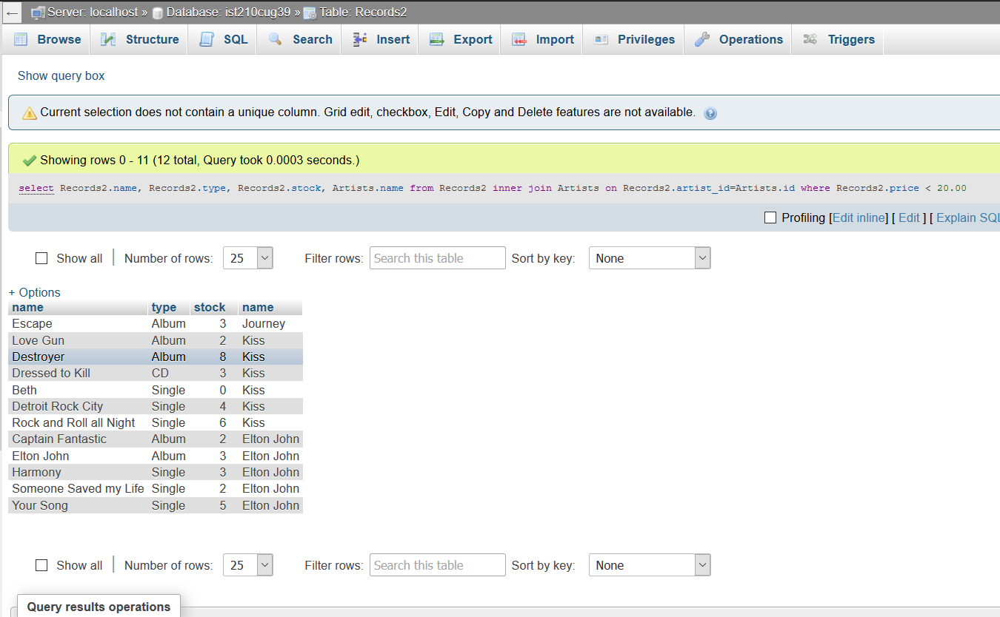 Server: localhost » Database: ist210cug39 » Table: Records2
Browse Structure SQL Search Insert Export Import Privileges Operations Triggers
Show query box
Current selection does not contain a unique column. Grid edit, checkbox, Edit, Copy and Delete features are not available.
Showing rows 0 - 11 (12 total, Query took 0.0003 seconds.)
select Records2.name, Records2.type, Records2.stock, Artists.name from Records2 inner join Artists on Records2.artist_id=Artists.id where Records2.price < 20.00
Profiling [Edit inline] [ Edit ] [ Explain SQL
Show all Number of rows: 25 Filter rows: Search this table Sort by key: None
+ Options
name type stock name
Escape Album 3 Journey
Love Gun Album 2 Kiss
Destroyer Album 8 Kiss
Dressed to Kill CD 3 Kiss
Beth Single 0 Kiss
Detroit Rock City Single 4 Kiss
Rock and Roll all Night Single 6 Kiss
Captain Fantastic Album 2 Elton John
Elton John Album 3 Elton John
Harmony Single 3 Elton John
Someone Saved my Life Single 2 Elton John
Your Song Single 5 Elton John
Show all Number of rows: 25 Filter rows: Search this table Sort by key: None
Query results operations